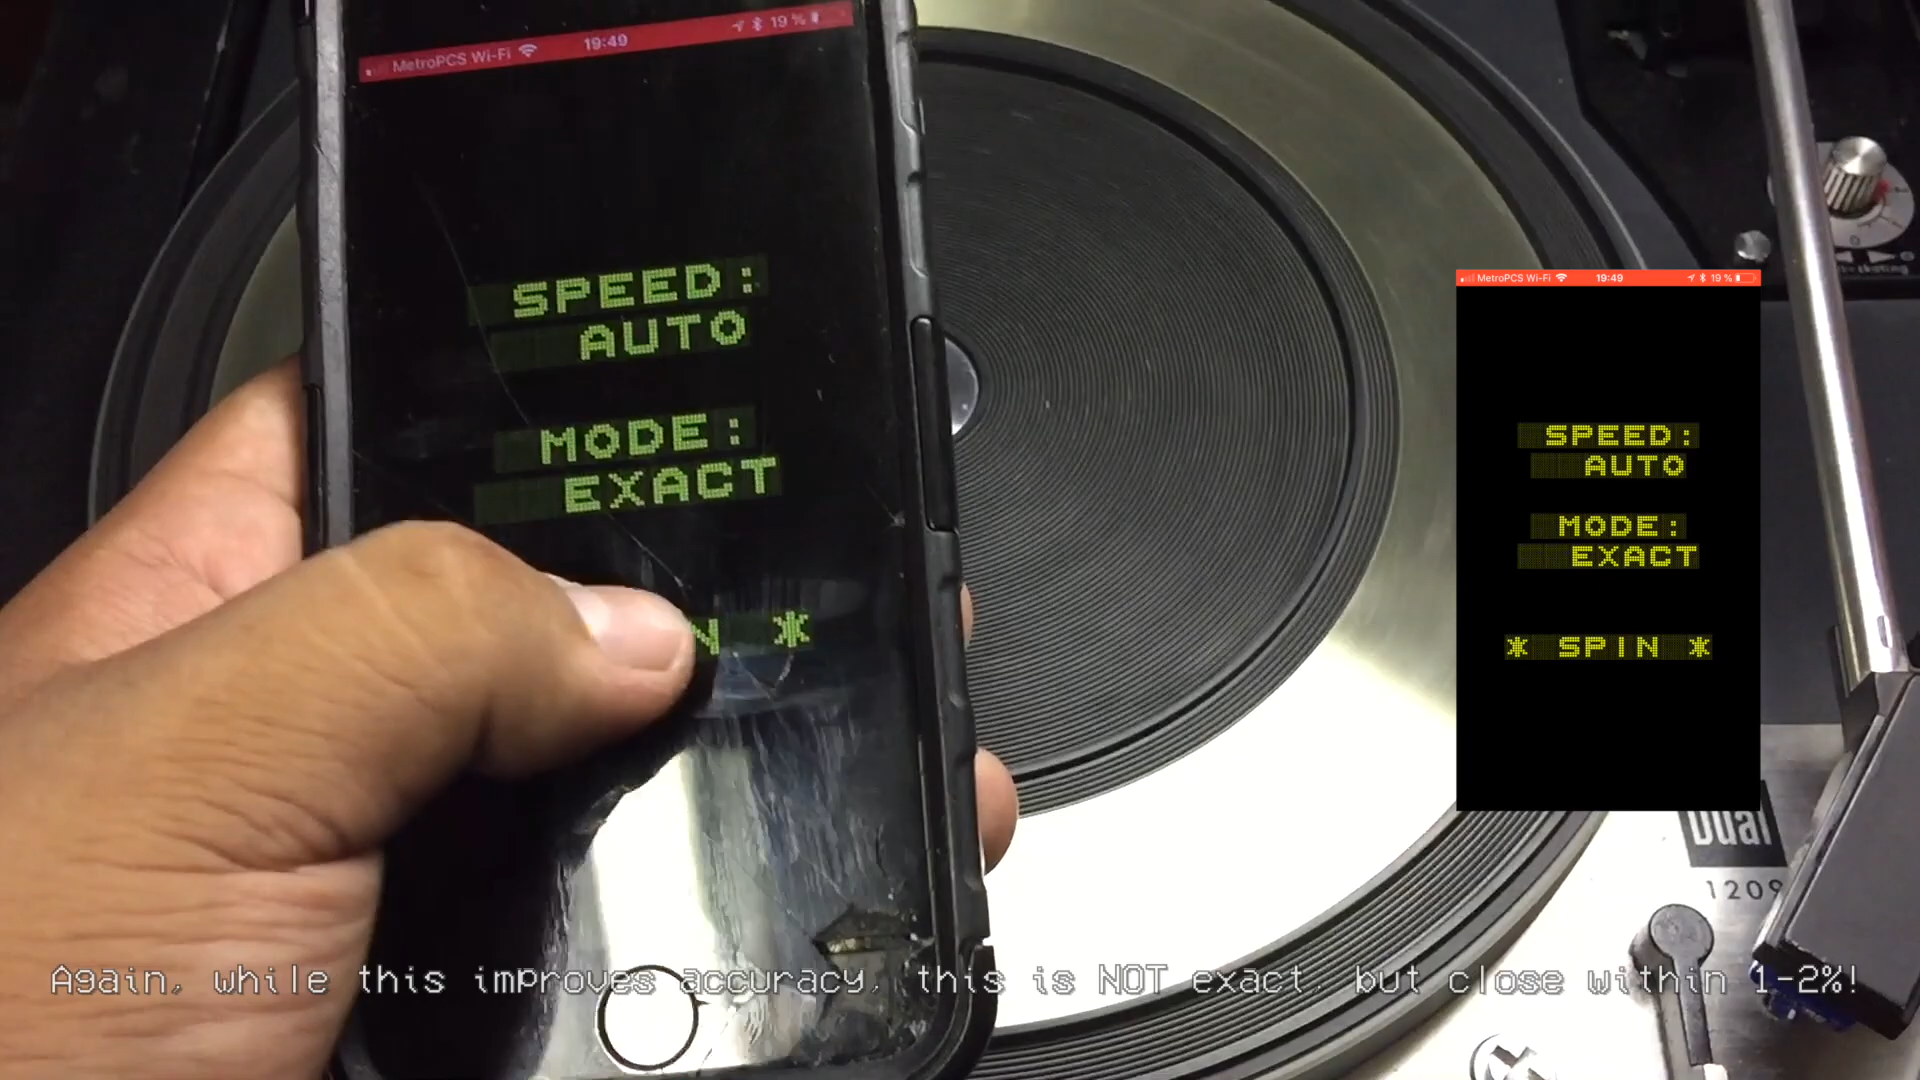 MetroPCS Wi-Fi 19:49 19 %
SPEED:
AUTO
MODE:
EXACT
N *
MetroPCS Wi-Fi 19:49 19 %
SPEED:
AUTO
MODE:
EXACT
* SPIN *
Dual
1209
Again, while this improves accuracy, this is NOT exact, but close within 1-2%!